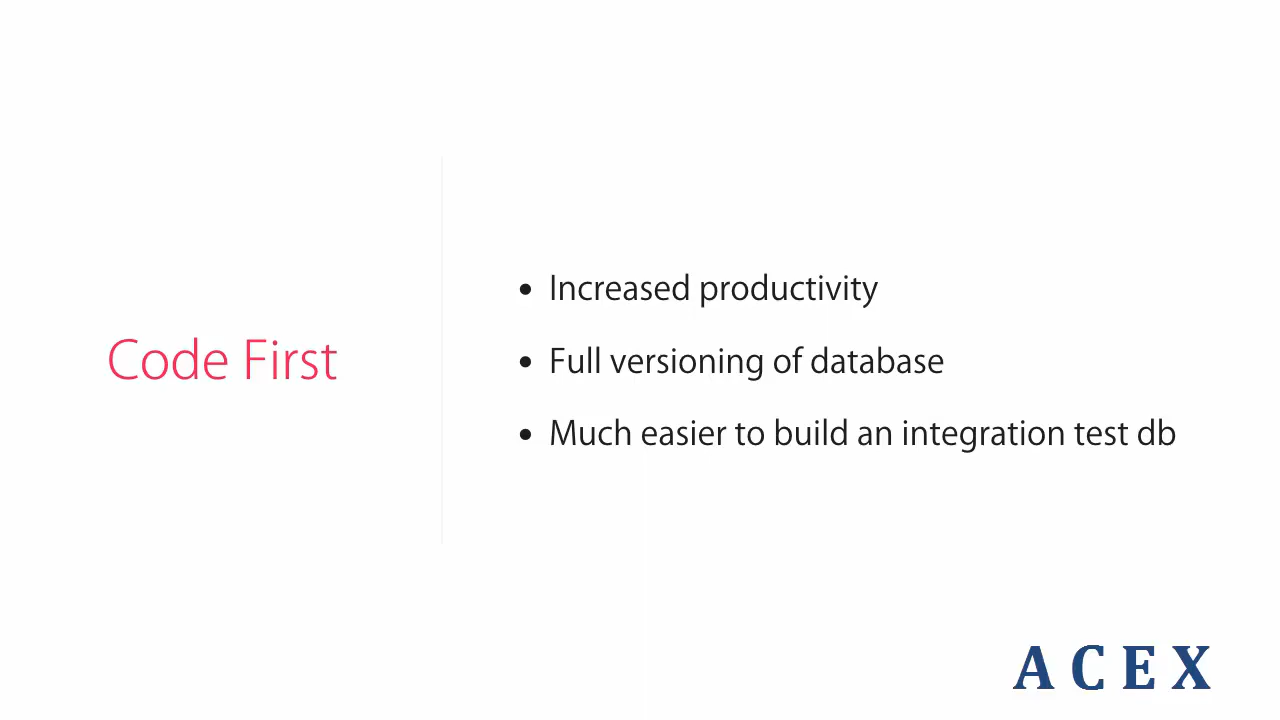 Code First
• Increased productivity
• Full versioning of database
• Much easier to build an integration test db
ACEX